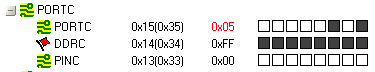 PORTC
PORTC 0x15(0x35) 0x05
DDRC 0x14(0x34) 0xFF
PINC 0x13(0x33) 0x00